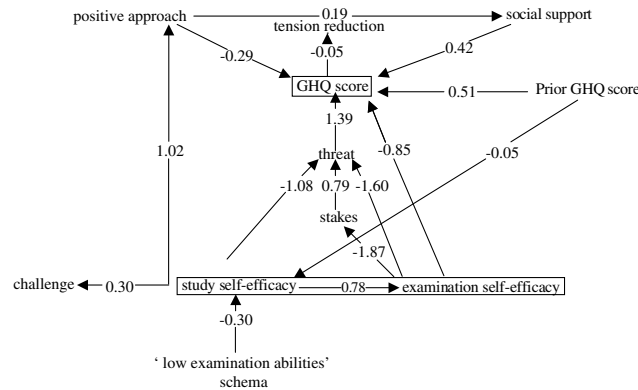 positive approach 0.19 social support
tension reduction
-0.29 -0.05 0.42
GHQ score 0.51 Prior GHQ score
1.39
1.02 threat -0.85 -0.05
-1.08 0.79 -1.60
stakes
-1.87
challenge 0.30 study self-efficacy 0.78 examination self-efficacy
-0.30
‘ low examination abilities’
schema